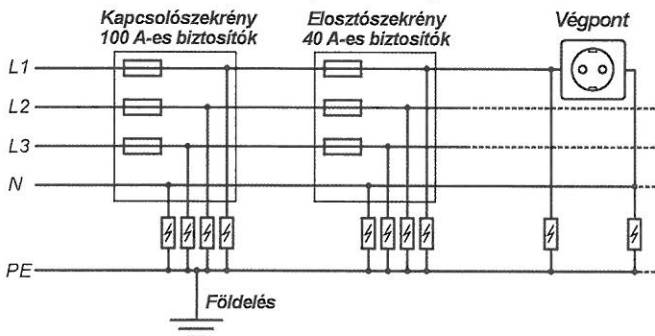 Kapcsolószekrény
100 A-es biztosítók
Elosztószekrény
40 A-es biztosítók
Végpont
L1
L2
L3
N
PE
Földelés